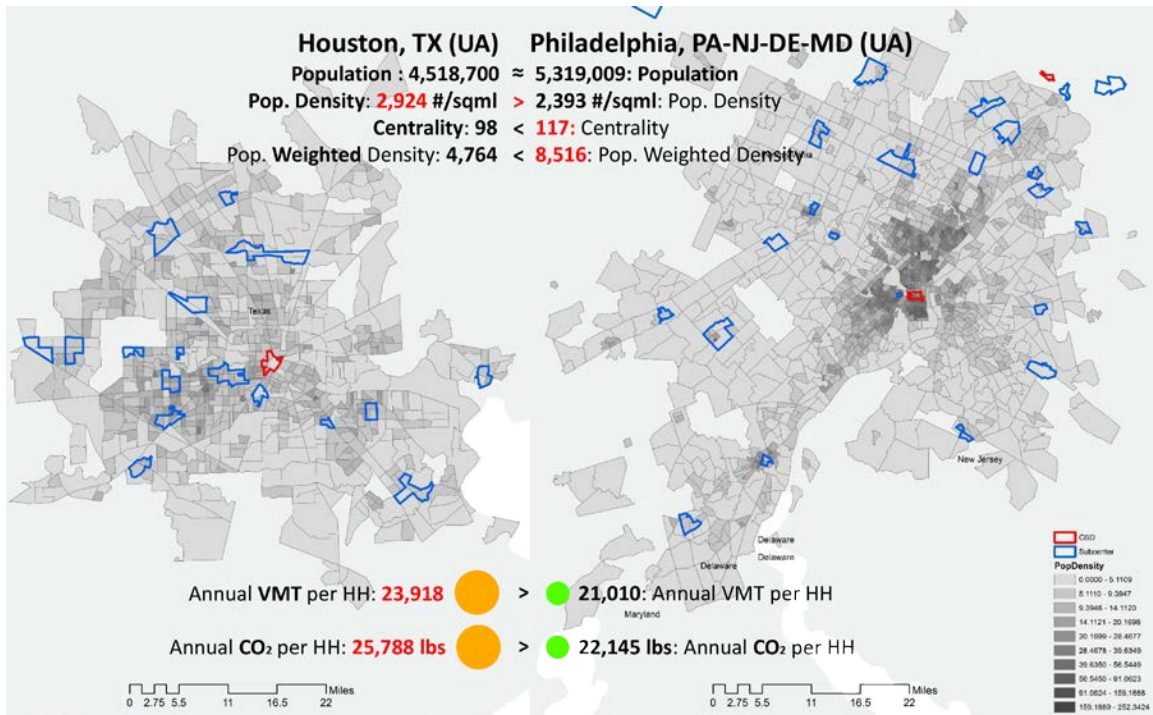 Houston, TX (UA) Philadelphia, PA-NJ-DE-MD (UA)
Population : 4,518,700 ≈ 5,319,009: Population
Pop. Density: 2,924 #/sqml > 2,393 #/sqml: Pop. Density
Centrality: 98 < 117: Centrality
Pop. Weighted Density: 4,764 < 8,516: Pop. Weighted Density
Texas
New Jersey
Delaware
Delaware
Delaware
Maryland
Annual VMT per HH: 23,918 > 21,010: Annual VMT per HH
Annual CO₂ per HH: 25,788 lbs > 22,145 lbs: Annual CO₂ per HH
Miles
0 2.75 5.5 11 16.5 22
Miles
0 2.75 5.5 11 16.5 22
CBD
Subcenter
PopDensity
0.0000 - 5.1109
5.1110 - 9.3947
9.3948 - 14.1120
14.1121 - 20.1698
20.1699 - 28.4677
28.4678 - 39.6349
39.6350 - 56.5449
56.5450 - 91.0623
91.0624 - 159.1888
159.1889 - 252.3424